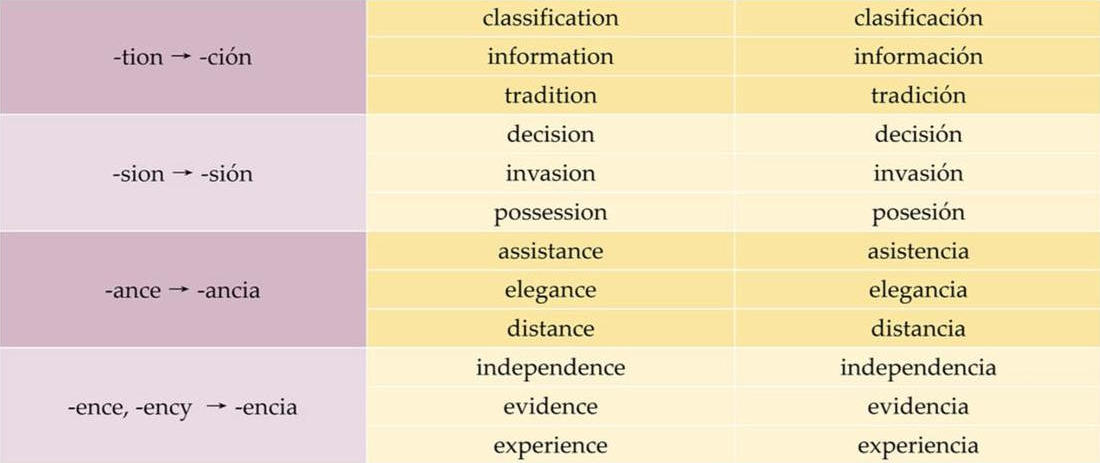 -tion → -ción
classification clasificación
information información
tradition tradición
-sion → -sión
decision decisión
invasion invasión
possession posesión
-ance → -ancia
assistance asistencia
elegance elegancia
distance distancia
-ence, -ency → -encia
independence independencia
evidence evidencia
experience experiencia